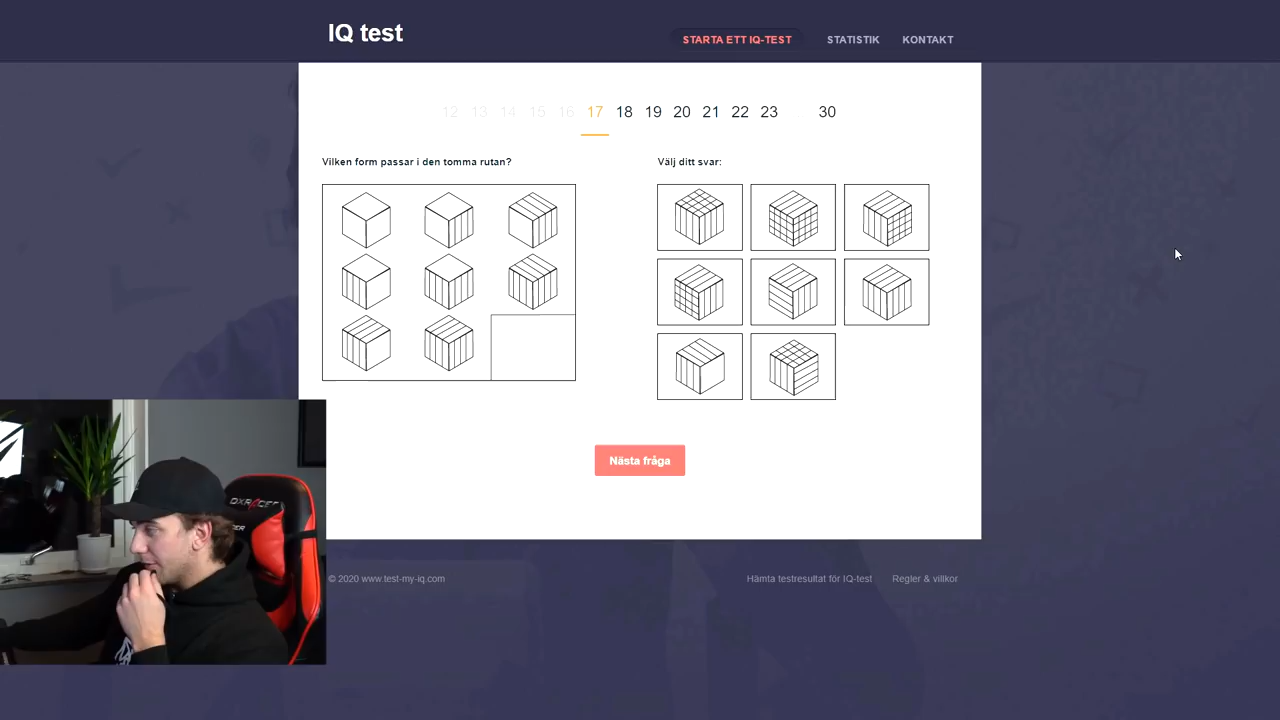 IQ test
STARTA ETT IQ-TEST STATISTIK KONTAKT
12 13 14 15 16 17 18 19 20 21 22 23 30
Vilken form passar i den tomma rutan?
Välj ditt svar:
Nästa fråga
DXRACER
© 2020 www.test-my-iq.com
Hämta testresultat för IQ-test Regler & villkor